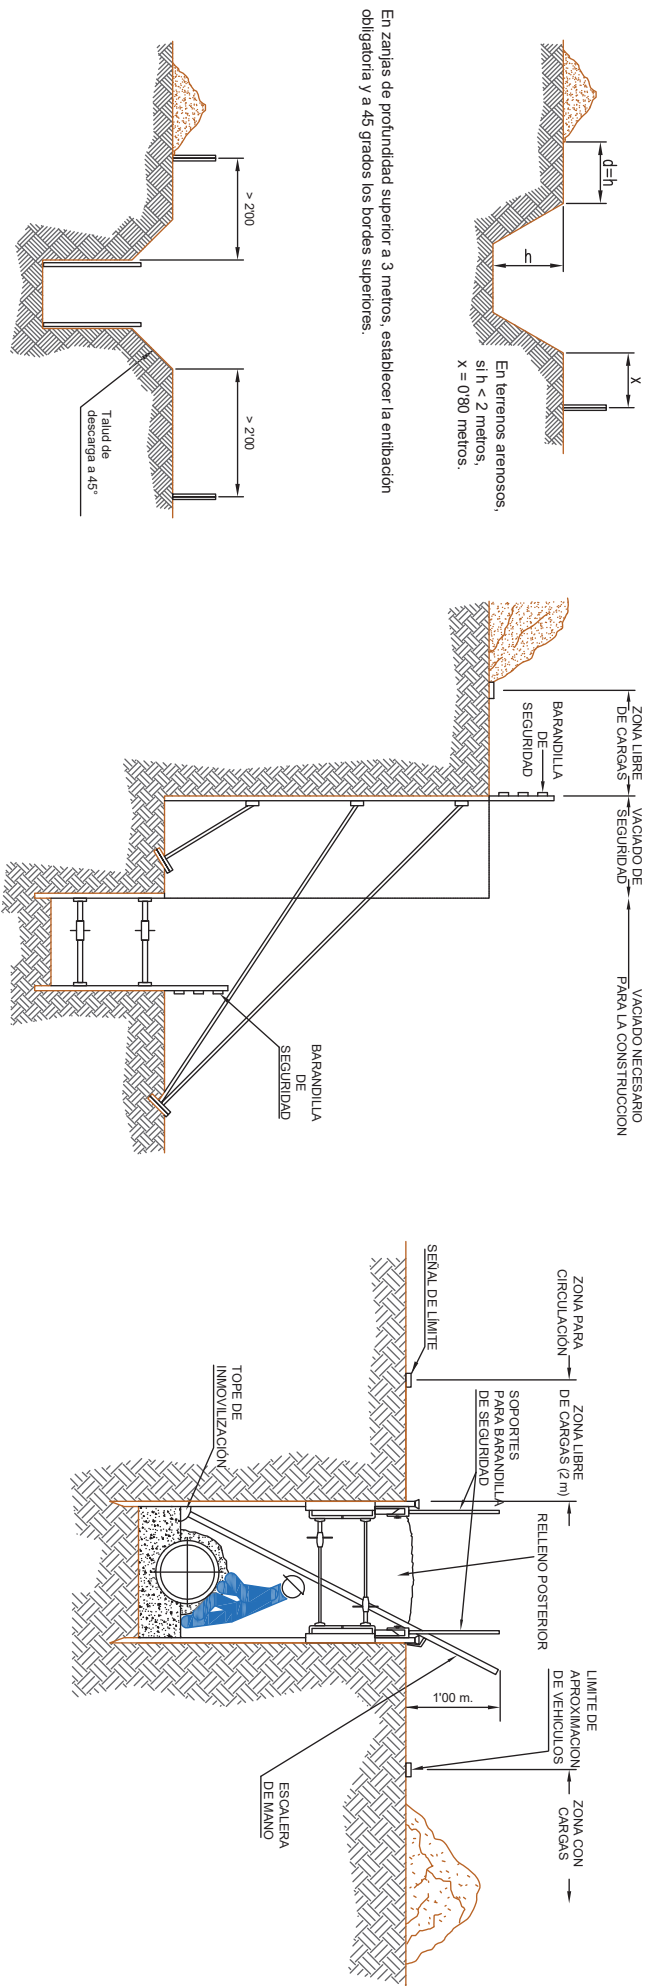 d=h
h
X
En terrenos arenosos,
si h < 2 metros,
x = 0'80 metros.
En zanjas de profundidad superior a 3 metros, establecer la entibación
obligatoria y a 45 grados los bordes superiores.
> 2'00
> 2'00
Talud de
descarga a 45°
ZONA LIBRE
DE CARGAS
VACIADO DE
SEGURIDAD
VACIADO NECESARIO
PARA LA CONSTRUCCION
BARANDILLA
DE
SEGURIDAD
BARANDILLA
DE
SEGURIDAD
ZONA PARA
CIRCULACIÓN
ZONA LIBRE
DE CARGAS (2 m)
LIMITE DE
APROXIMACION
DE VEHICULOS
ZONA CON
CARGAS
SOPORTES
PARA BARANDILLA
DE SEGURIDAD
RELLENO POSTERIOR
SEÑAL DE LÍMITE
1'00 m.
TOPE DE
INMOVILIZACIÓN
ESCALERA
DE MANO